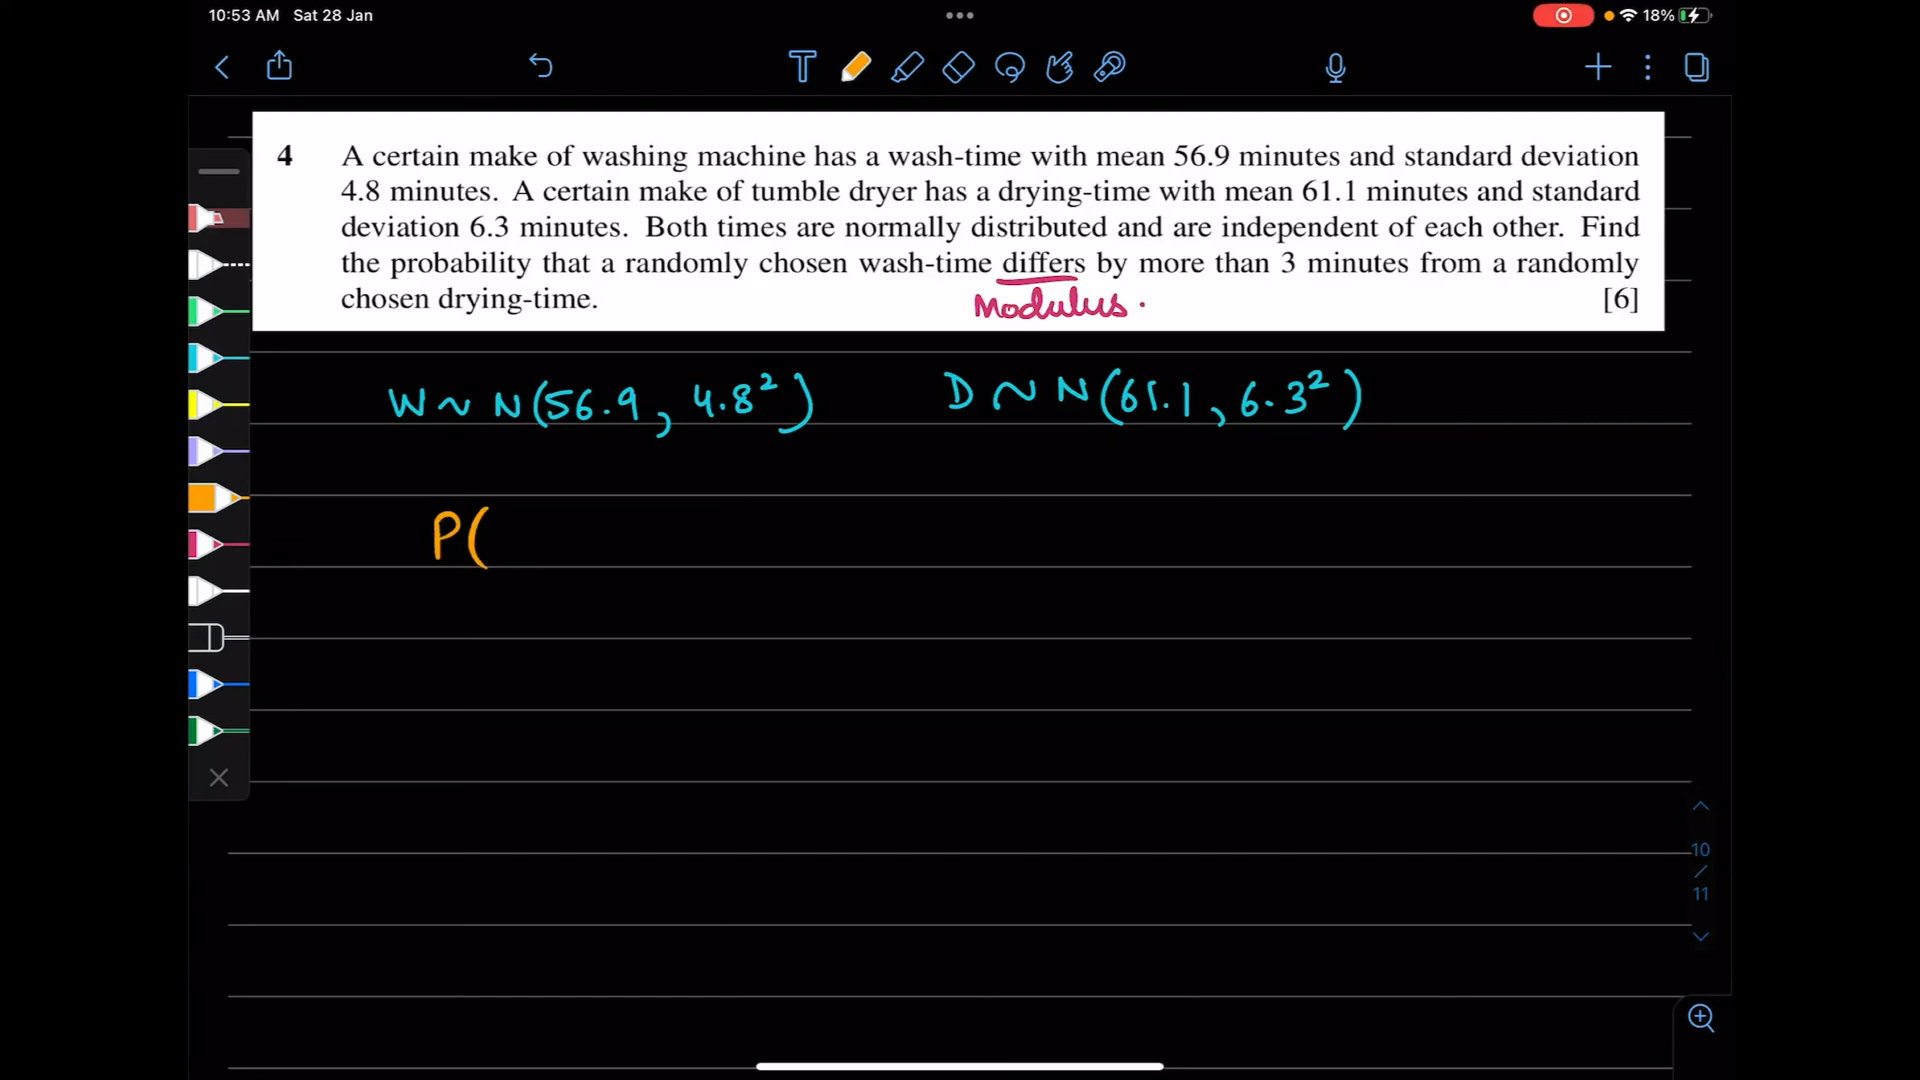 10:53 AM Sat 28 Jan
18%
4 A certain make of washing machine has a wash-time with mean 56.9 minutes and standard deviation
4.8 minutes. A certain make of tumble dryer has a drying-time with mean 61.1 minutes and standard
deviation 6.3 minutes. Both times are normally distributed and are independent of each other. Find
the probability that a randomly chosen wash-time differs by more than 3 minutes from a randomly
chosen drying-time. [6]
Modulus.
W ~ N(56.9, 4.8²) D ~ N(61.1, 6.3²)
P(
10
/
11